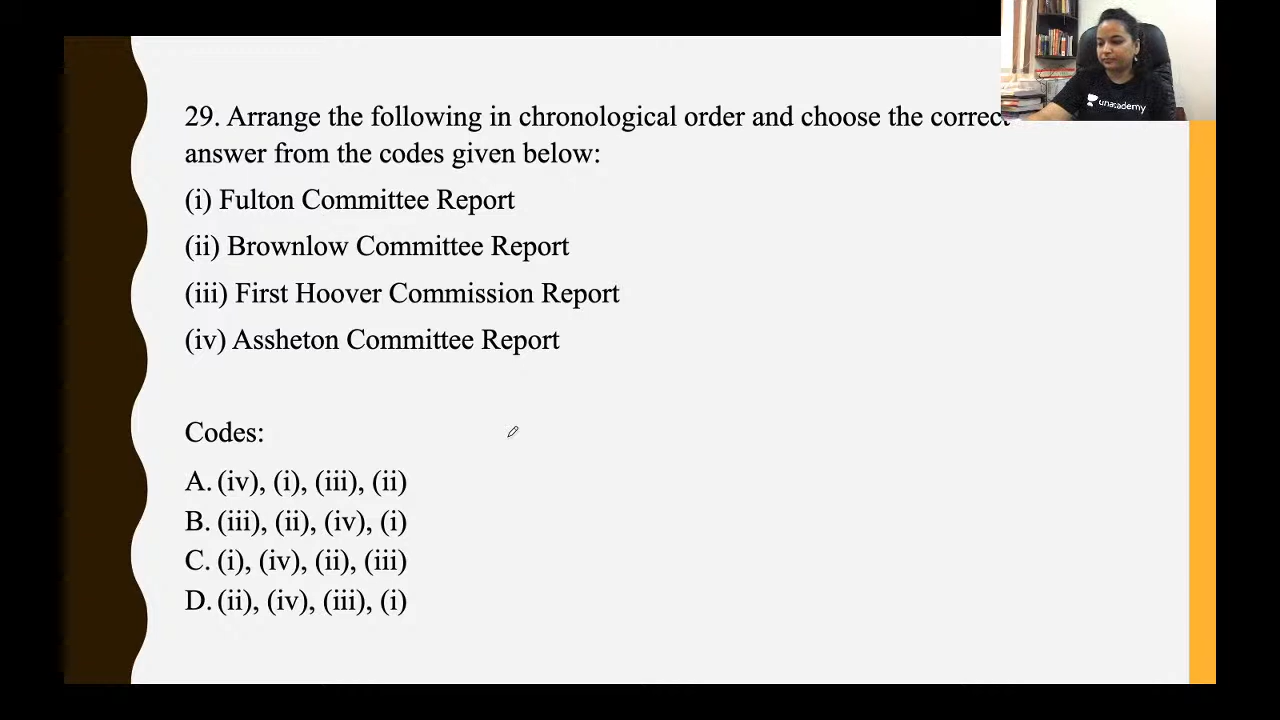 29. Arrange the following in chronological order and choose the correct
answer from the codes given below:
(i) Fulton Committee Report
(ii) Brownlow Committee Report
(iii) First Hoover Commission Report
(iv) Assheton Committee Report
Codes:
A. (iv), (i), (iii), (ii)
B. (iii), (ii), (iv), (i)
C. (i), (iv), (ii), (iii)
D. (ii), (iv), (iii), (i)
unacademy